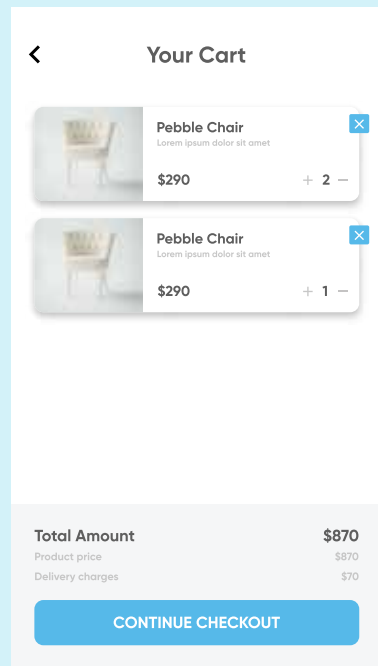 Your Cart
Pebble Chair
Lorem ipsum dolor sit amet
$290 + 2 −
Pebble Chair
Lorem ipsum dolor sit amet
$290 + 1 −
Total Amount $870
Product price $870
Delivery charges $70
CONTINUE CHECKOUT